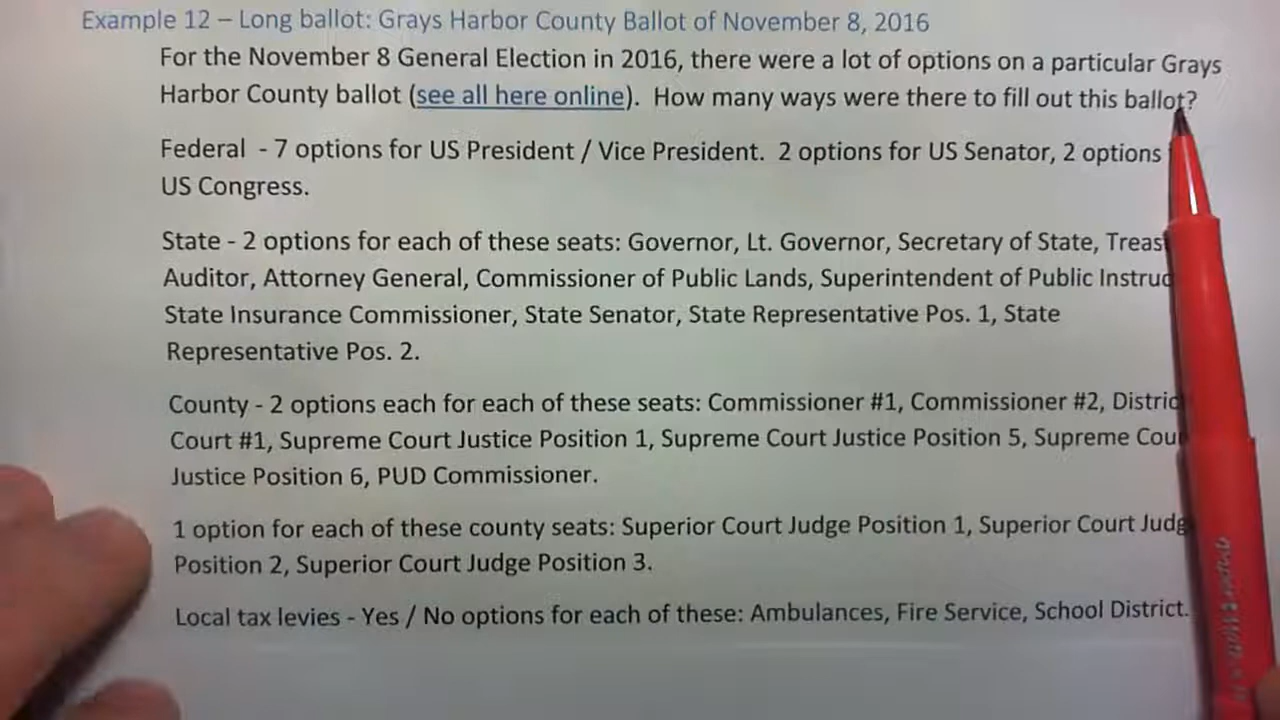 Example 12 – Long ballot: Grays Harbor County Ballot of November 8, 2016
For the November 8 General Election in 2016, there were a lot of options on a particular Grays
Harbor County ballot (see all here online).  How many ways were there to fill out this ballot?
Federal  - 7 options for US President / Vice President.  2 options for US Senator, 2 options
US Congress.
State - 2 options for each of these seats: Governor, Lt. Governor, Secretary of State,
Auditor, Attorney General, Commissioner of Public Lands, Superintendent of Public
State Insurance Commissioner, State Senator, State Representative Pos. 1, State
Representative Pos. 2.
County - 2 options each for each of these seats: Commissioner #1, Commissioner #2,
Court #1, Supreme Court Justice Position 1, Supreme Court Justice Position 5, Supreme
Justice Position 6, PUD Commissioner.
1 option for each of these county seats: Superior Court Judge Position 1, Superior Court
Position 2, Superior Court Judge Position 3.
Local tax levies - Yes / No options for each of these: Ambulances, Fire Service, School District.